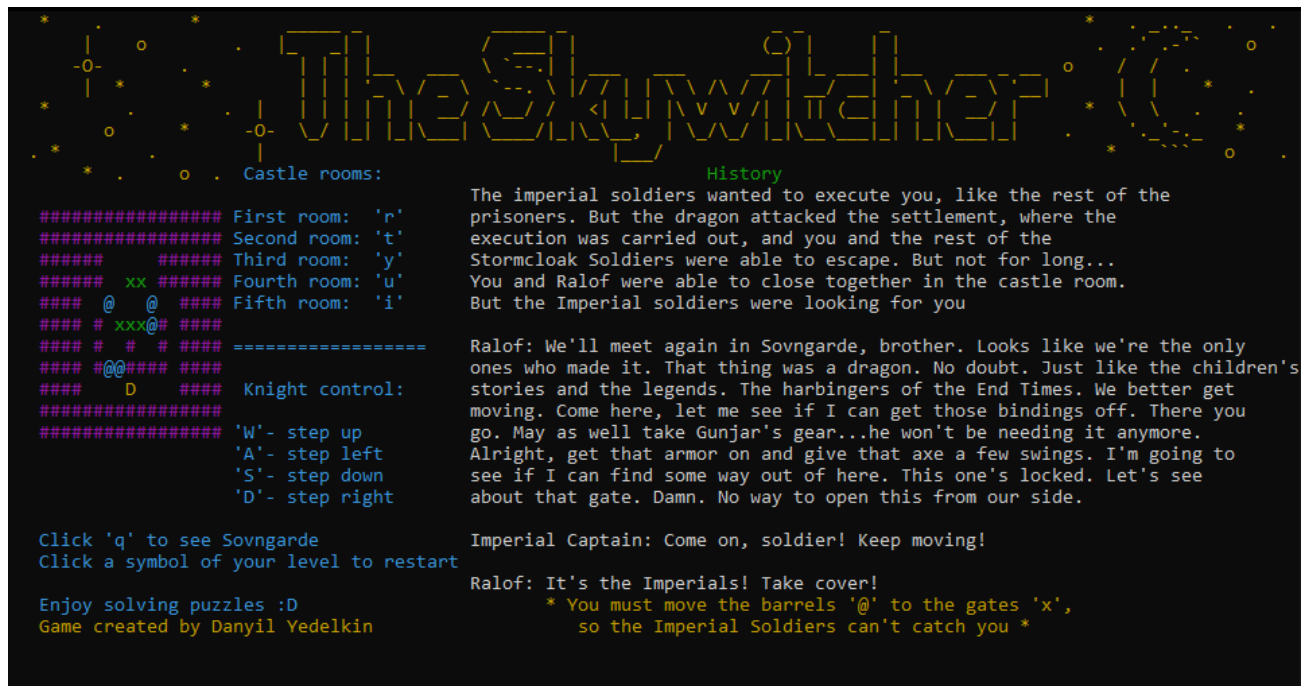 The Skywitcher
Castle rooms:
First room: 'r'
Second room: 't'
Third room: 'y'
Fourth room: 'u'
Fifth room: 'i'
==================
Knight control:
'W'- step up
'A'- step left
'S'- step down
'D'- step right
Click 'q' to see Sovngarde
Click a symbol of your level to restart
Enjoy solving puzzles :D
Game created by Danyil Yedelkin
#################
#################
######     ######
######  xx ######
####  @   @  ####
#### # xxx@# ####
#### #  #  # ####
#### #@@#### ####
####    D    ####
#################
#################
History
The imperial soldiers wanted to execute you, like the rest of the
prisoners. But the dragon attacked the settlement, where the
execution was carried out, and you and the rest of the
Stormcloak Soldiers were able to escape. But not for long...
You and Ralof were able to close together in the castle room.
But the Imperial soldiers were looking for you
Ralof: We'll meet again in Sovngarde, brother. Looks like we're the only
ones who made it. That thing was a dragon. No doubt. Just like the children's
stories and the legends. The harbingers of the End Times. We better get
moving. Come here, let me see if I can get those bindings off. There you
go. May as well take Gunjar's gear...he won't be needing it anymore.
Alright, get that armor on and give that axe a few swings. I'm going to
see if I can find some way out of here. This one's locked. Let's see
about that gate. Damn. No way to open this from our side.
Imperial Captain: Come on, soldier! Keep moving!
Ralof: It's the Imperials! Take cover!
* You must move the barrels '@' to the gates 'x',
so the Imperial Soldiers can't catch you *